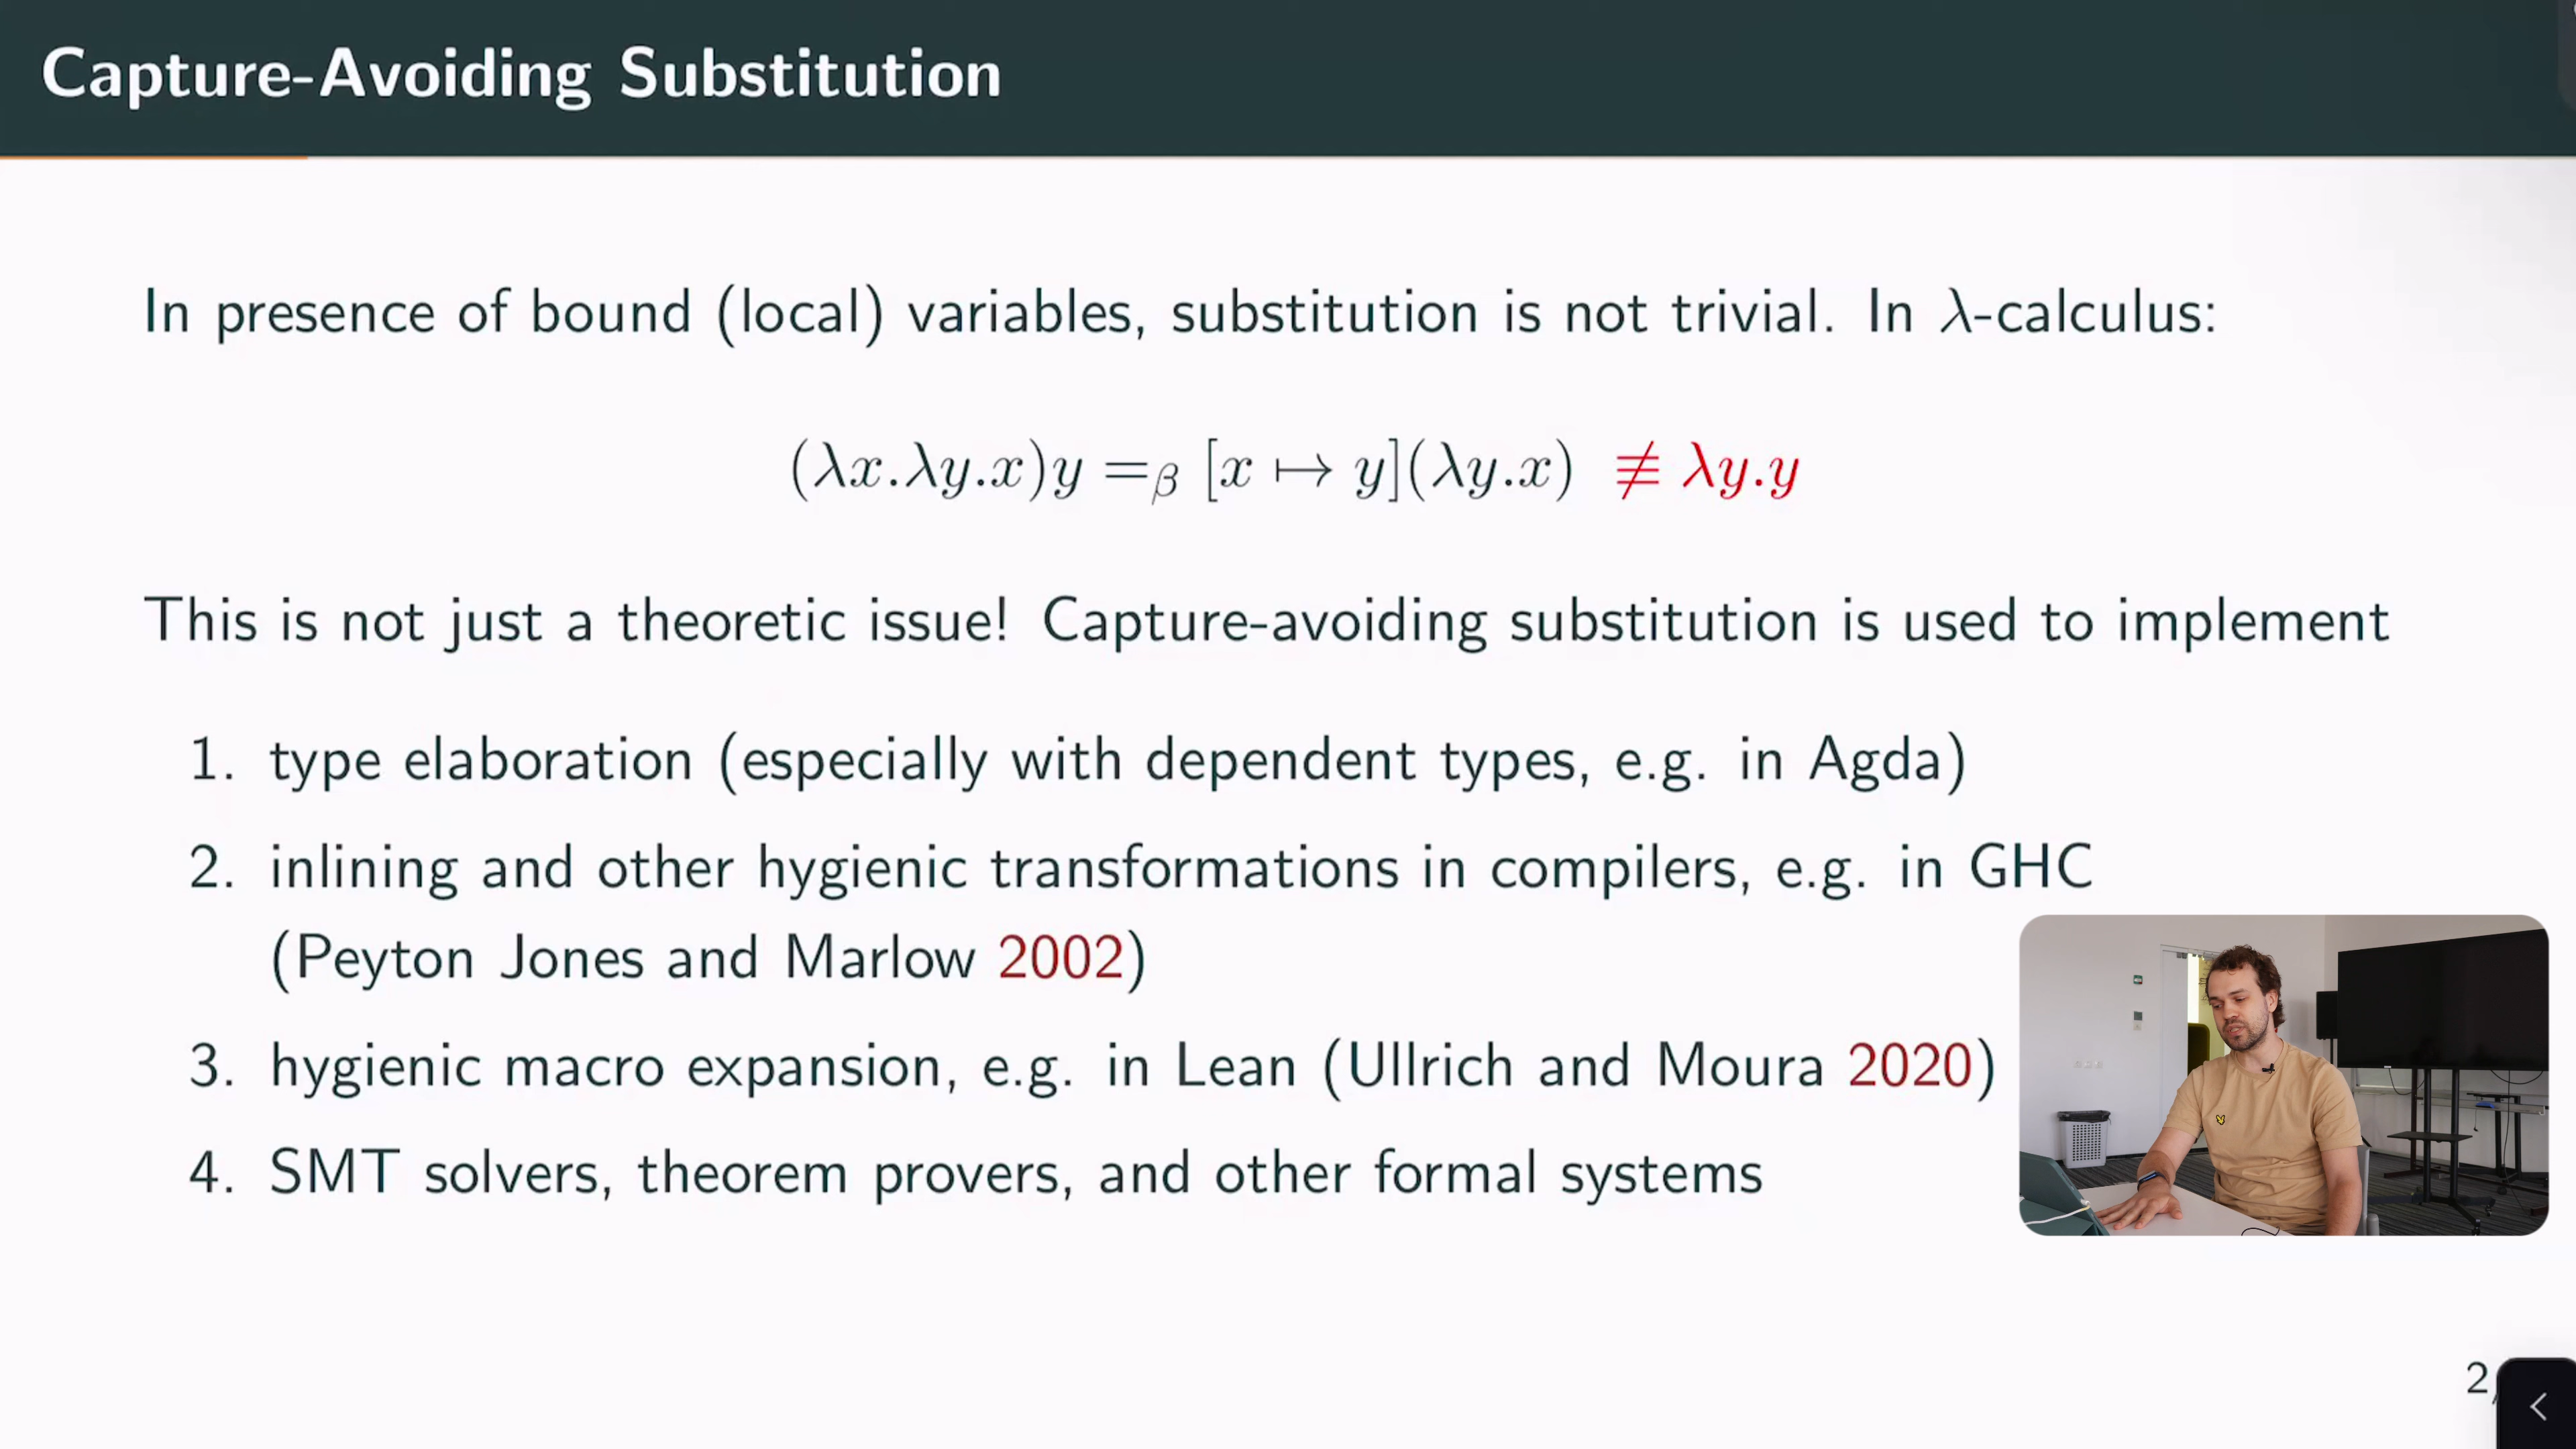 Capture-Avoiding Substitution
In presence of bound (local) variables, substitution is not trivial. In λ-calculus:
(λx.λy.x)y =β [x ↦ y](λy.x) ≢ λy.y
This is not just a theoretic issue! Capture-avoiding substitution is used to implement
1. type elaboration (especially with dependent types, e.g. in Agda)
2. inlining and other hygienic transformations in compilers, e.g. in GHC
(Peyton Jones and Marlow 2002)
3. hygienic macro expansion, e.g. in Lean (Ullrich and Moura 2020)
4. SMT solvers, theorem provers, and other formal systems
2